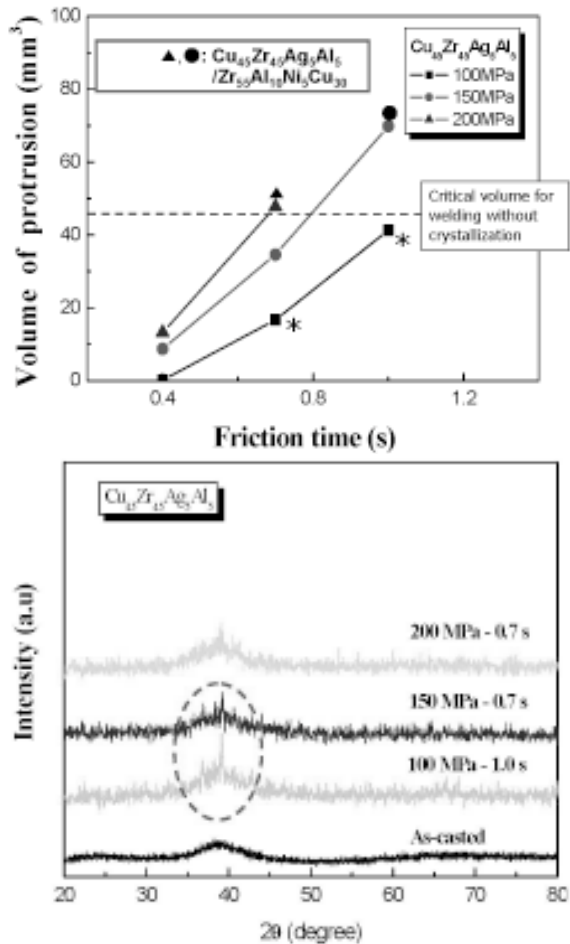 Volume of protrusion (mm³)
100
80
60
40
20
0
▲, ●: Cu₄₅Zr₄₅Ag₅Al₅
/Zr₅₅Al₁₀Ni₅Cu₃₀
Cu₄₅Zr₄₅Ag₅Al₅
100MPa
150MPa
200MPa
Critical volume for
welding without
crystallization
*
*
0.4 0.8 1.2
Friction time (s)
Intensity (a.u)
Cu₄₅Zr₄₅Ag₅Al₅
200 MPa - 0.7 s
150 MPa - 0.7 s
100 MPa - 1.0 s
As-casted
20 30 40 50 60 70 80
2θ (degree)